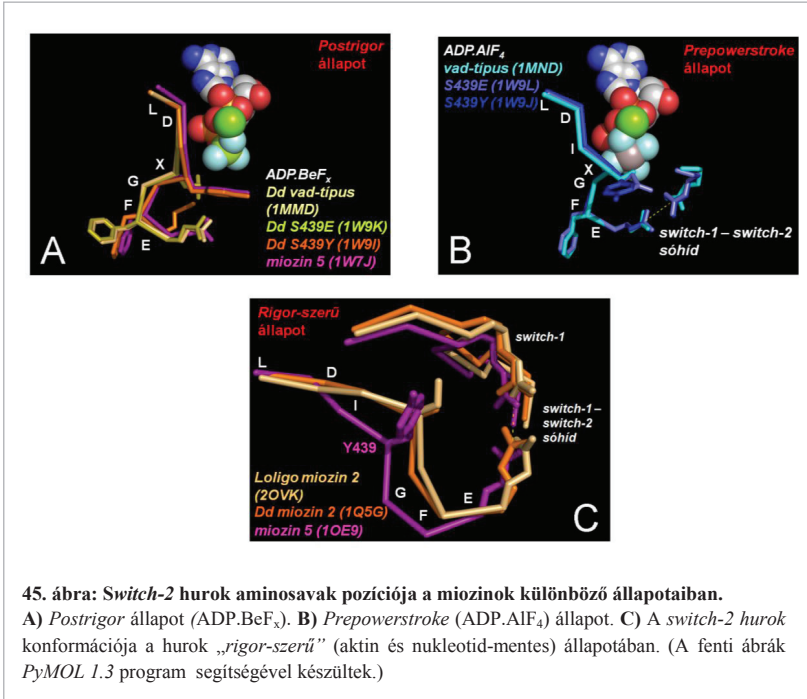 Postrigor
állapot
L
D
X
G
F
E
ADP.BeFx
Dd vad-típus
(1MMD)
Dd S439E (1W9K)
Dd S439Y (1W9I)
miozin 5 (1W7J)
A
ADP.AlF4
vad-típus (1MND)
S439E (1W9L)
S439Y (1W9J)
Prepowerstroke
állapot
L
D
I
X
G
F
E
switch-1 – switch-2
sóhíd
B
Rigor-szerű
állapot
switch-1
L
D
I
switch-1 –
switch-2
sóhíd
Y439
G
F
E
Loligo miozin 2
(2OVK)
Dd miozin 2 (1Q5G)
miozin 5 (1OE9)
C
45. ábra: Switch-2 hurok aminosavak pozíciója a miozinok különböző állapotaiban.
A) Postrigor állapot (ADP.BeFx). B) Prepowerstroke (ADP.AlF4) állapot. C) A switch-2 hurok
konformációja a hurok „rigor-szerű” (aktin és nukleotid-mentes) állapotában. (A fenti ábrák
PyMOL 1.3 program segítségével készültek.)